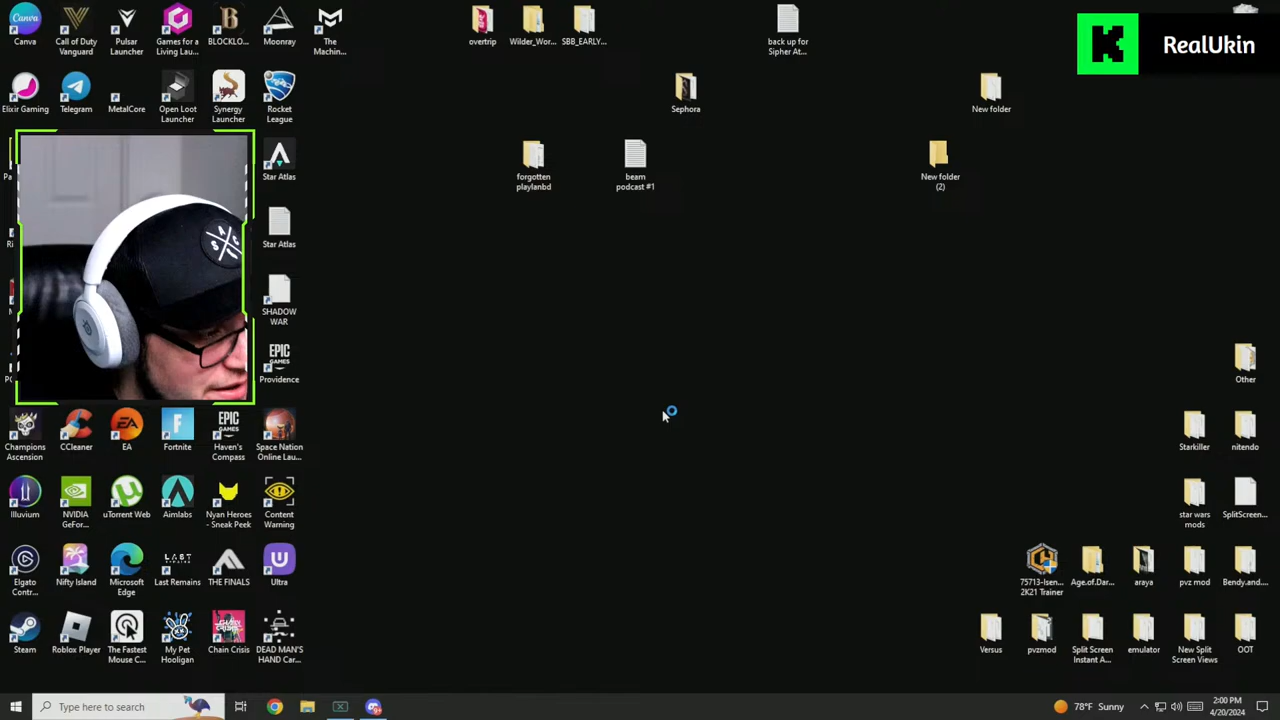 RealUkin
Canva
Call of Duty
Vanguard
Pulsar
Launcher
Games for a
Living Lau...
BLOCKLO...
Moonray
The
Machin...
overtrip
Wilder_Wor...
SBB_EARLY...
back up for
Sipher At...
Elixir Gaming
Telegram
MetalCore
Open Loot
Launcher
Synergy
Launcher
Rocket
League
Sephora
New folder
Star Atlas
forgotten
playlanbd
beam
podcast #1
New folder
(2)
Star Atlas
SHADOW
WAR
EPIC
GAMES
Providence
Other
Champions
Ascension
CCleaner
EA
Fortnite
EPIC
GAMES
Haven's
Compass
Space Nation
Online Lau...
Starkiller
nitendo
Illuvium
NVIDIA
GeFor...
uTorrent Web
Aimlabs
Nyan Heroes
- Sneak Peek
Content
Warning
star wars
mods
SplitScreen...
Elgato
Contr...
Nifty Island
Microsoft
Edge
LAST
Last Remains
THE FINALS
Ultra
75713-Isen...
2K21 Trainer
Age.of.Dar...
araya
pvz mod
Bendy.and....
Steam
Roblox Player
The Fastest
Mouse C...
My Pet
Hooligan
Chain Crisis
DEAD MAN'S
HAND Car...
Versus
pvzmod
Split Screen
Instant A...
emulator
New Split
Screen Views
OOT
Type here to search
78°F Sunny
2:00 PM
4/20/2024